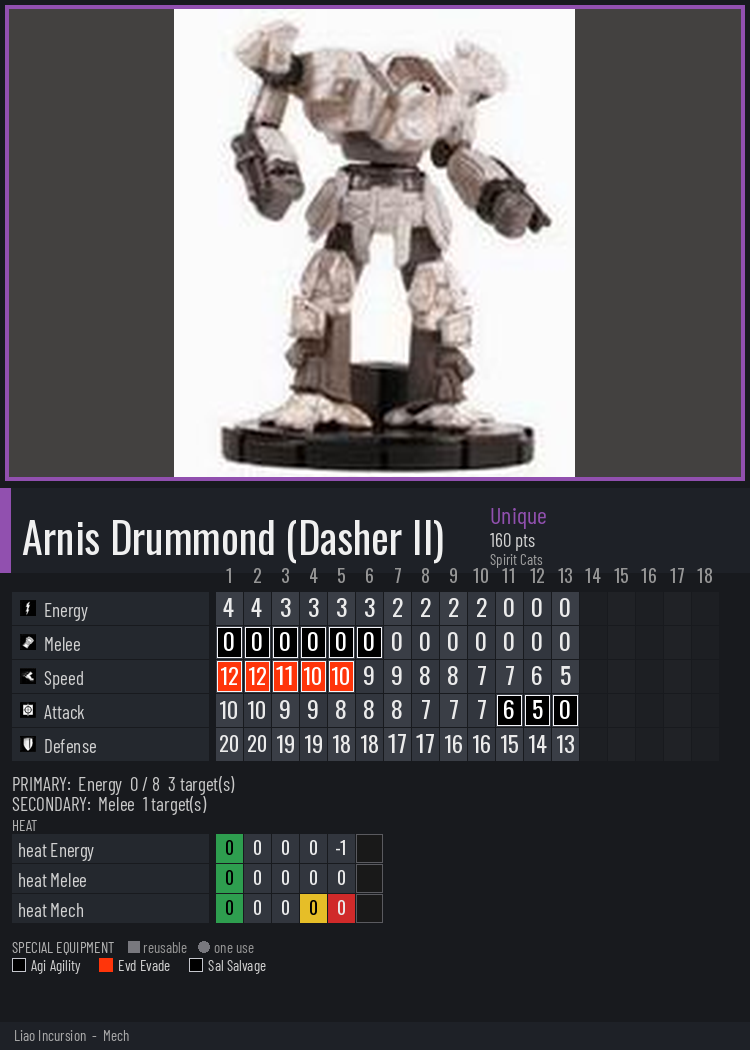 Arnis Drummond (Dasher II)
Unique
160 pts
Spirit Cats
1 2 3 4 5 6 7 8 9 10 11 12 13 14 15 16 17 18
Energy 4 4 3 3 3 3 2 2 2 2 0 0 0
Melee 0 0 0 0 0 0 0 0 0 0 0 0 0
Speed 12 12 11 10 10 9 9 8 8 7 7 6 5
Attack 10 10 9 9 8 8 8 7 7 7 6 5 0
Defense 20 20 19 19 18 18 17 17 16 16 15 14 13
PRIMARY: Energy 0 / 8 3 target(s)
SECONDARY: Melee 1 target(s)
HEAT
heat Energy 0 0 0 0 -1
heat Melee 0 0 0 0 0
heat Mech 0 0 0 0 0
SPECIAL EQUIPMENT reusable one use
Agi Agility Evd Evade Sal Salvage
Liao Incursion - Mech